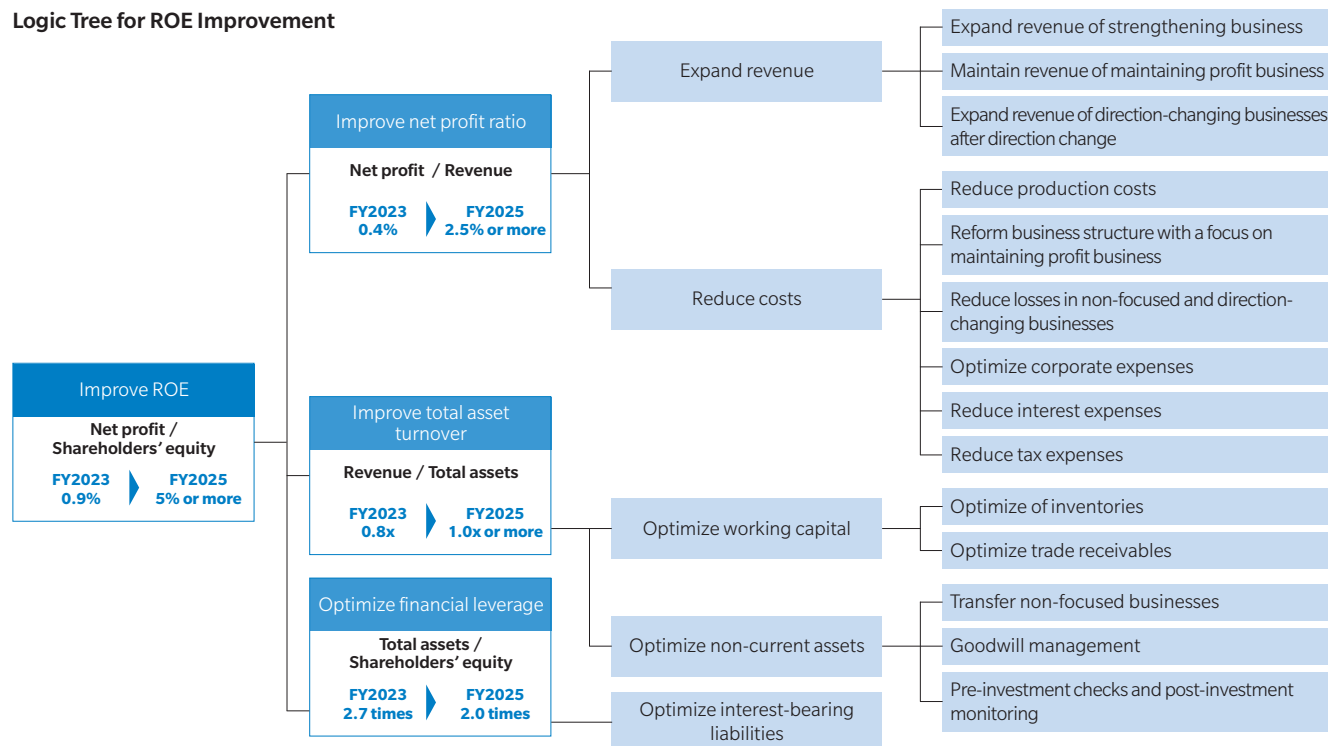 Logic Tree for ROE Improvement
Improve ROE
Net profit /
Shareholders’ equity
FY2023
0.9%
FY2025
5% or more
Improve net profit ratio
Net profit / Revenue
FY2023
0.4%
FY2025
2.5% or more
Improve total asset
turnover
Revenue / Total assets
FY2023
0.8x
FY2025
1.0x or more
Optimize financial leverage
Total assets /
Shareholders’ equity
FY2023
2.7 times
FY2025
2.0 times
Expand revenue
Reduce costs
Optimize working capital
Optimize non-current assets
Optimize interest-bearing
liabilities
Expand revenue of strengthening business
Maintain revenue of maintaining profit business
Expand revenue of direction-changing businesses
after direction change
Reduce production costs
Reform business structure with a focus on
maintaining profit business
Reduce losses in non-focused and direction-
changing businesses
Optimize corporate expenses
Reduce interest expenses
Reduce tax expenses
Optimize of inventories
Optimize trade receivables
Transfer non-focused businesses
Goodwill management
Pre-investment checks and post-investment
monitoring